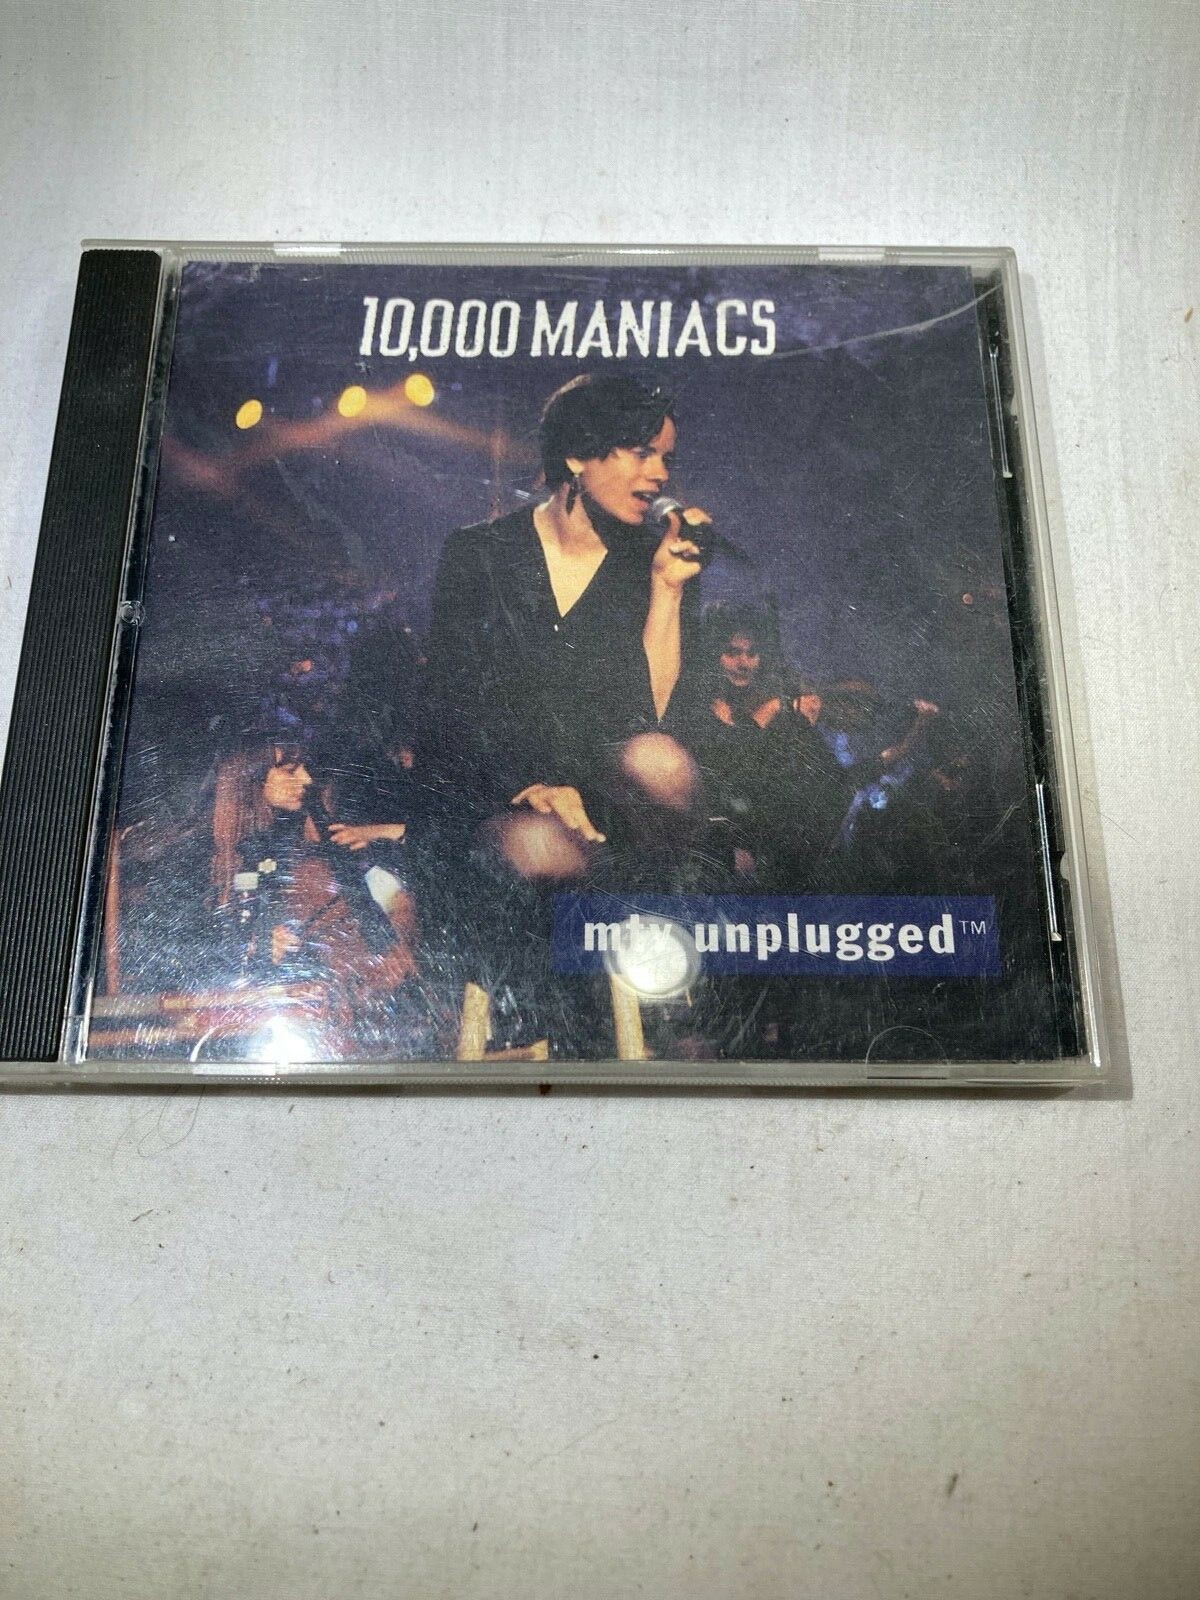 10,000 MANIACS
mtv unplugged™